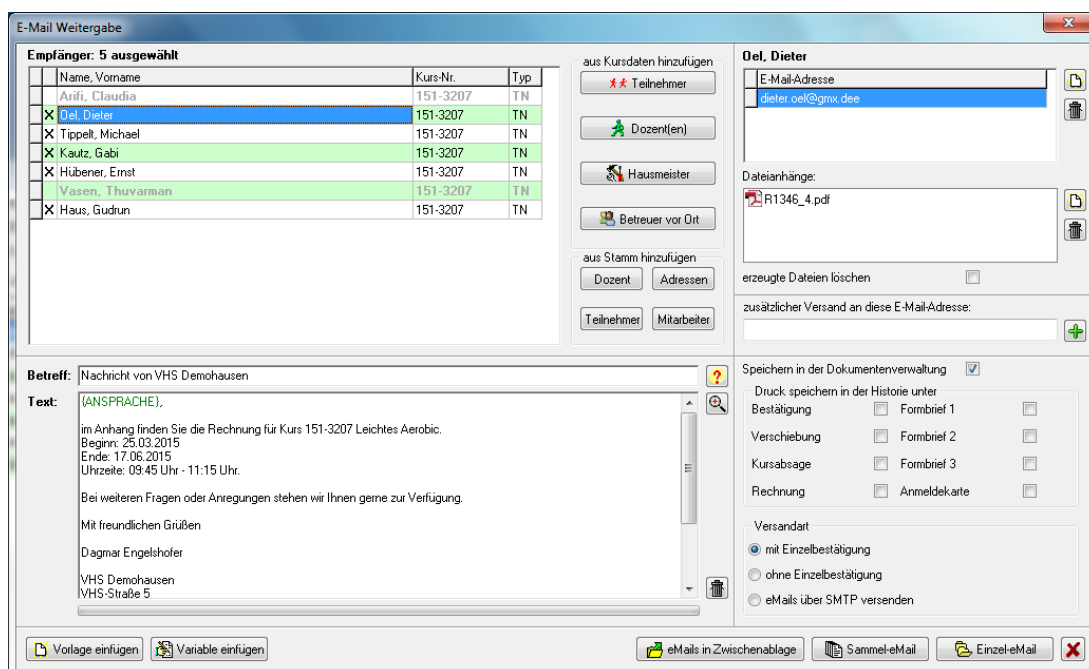 E-Mail Weitergabe
Empfänger: 5 ausgewählt
Name, Vorname Kurs-Nr. Typ
Arifi, Claudia 151-3207 TN
X Oel, Dieter 151-3207 TN
X Tippelt, Michael 151-3207 TN
X Kautz, Gabi 151-3207 TN
X Hübener, Ernst 151-3207 TN
Vasen, Thuvarman 151-3207 TN
X Haus, Gudrun 151-3207 TN
aus Kursdaten hinzufügen
Teilnehmer
Dozent(en)
Hausmeister
Betreuer vor Ort
aus Stamm hinzufügen
Dozent Adressen
Teilnehmer Mitarbeiter
Oel, Dieter
E-Mail-Adresse
dieter.oel@gmx.dee
Dateianhänge:
R1346_4.pdf
erzeugte Dateien löschen
zusätzlicher Versand an diese E-Mail-Adresse:
Betreff: Nachricht von VHS Demohausen
Text: {ANSPRACHE},
im Anhang finden Sie die Rechnung für Kurs 151-3207 Leichtes Aerobic.
Beginn: 25.03.2015
Ende: 17.06.2015
Uhrzeite: 09:45 Uhr - 11:15 Uhr.
Bei weiteren Fragen oder Anregungen stehen wir Ihnen gerne zur Verfügung.
Mit freundlichen Grüßen
Dagmar Engelshofer
VHS Demohausen
VHS-Straße 5
Speichern in der Dokumentenverwaltung
Druck speichern in der Historie unter
Bestätigung Formbrief 1
Verschiebung Formbrief 2
Kursabsage Formbrief 3
Rechnung Anmeldekarte
Versandart
mit Einzelbestätigung
ohne Einzelbestätigung
eMails über SMTP versenden
Vorlage einfügen Variable einfügen eMails in Zwischenablage Sammel-eMail Einzel-eMail